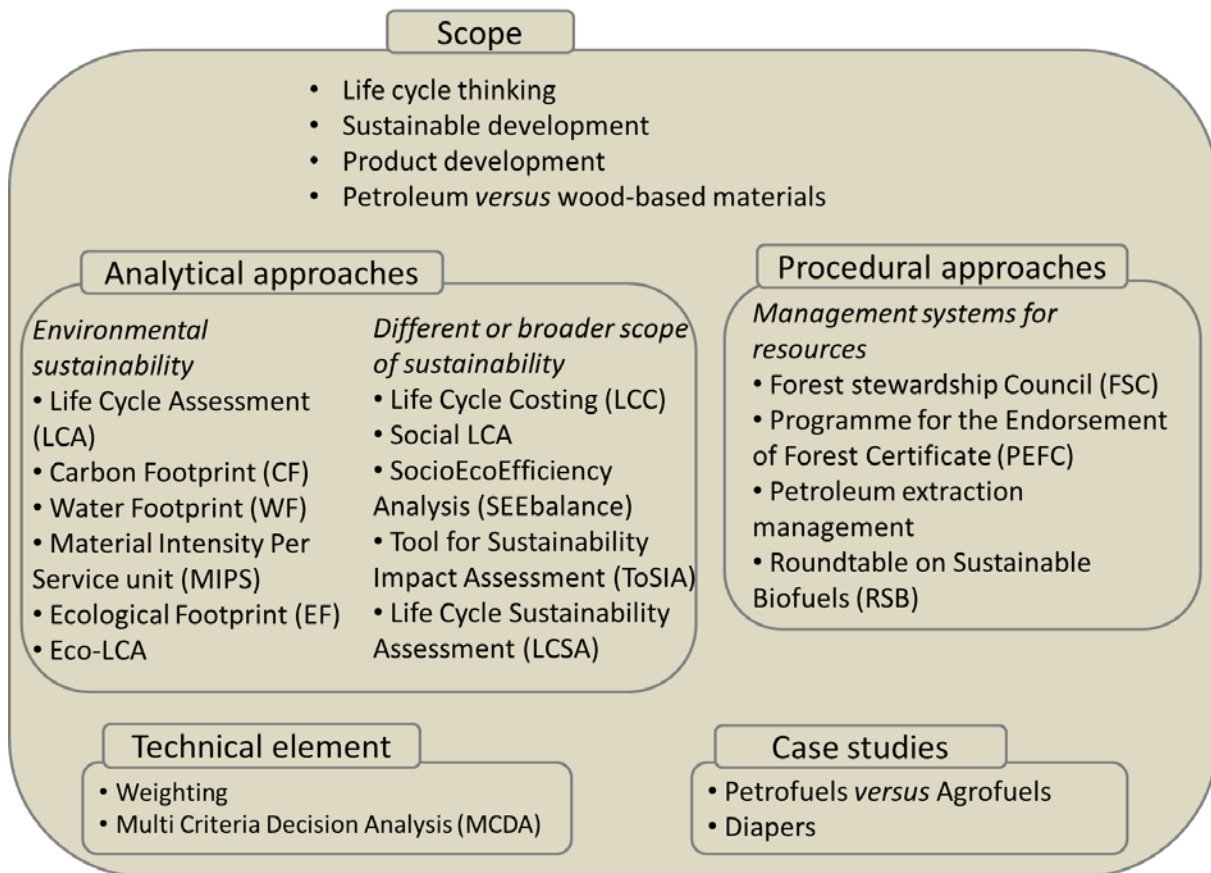 Scope
• Life cycle thinking
• Sustainable development
• Product development
• Petroleum versus wood-based materials
Analytical approaches
Environmental
sustainability
• Life Cycle Assessment
(LCA)
• Carbon Footprint (CF)
• Water Footprint (WF)
• Material Intensity Per
Service unit (MIPS)
• Ecological Footprint (EF)
• Eco-LCA
Different or broader scope
of sustainability
• Life Cycle Costing (LCC)
• Social LCA
• SocioEcoEfficiency
Analysis (SEEbalance)
• Tool for Sustainability
Impact Assessment (ToSIA)
• Life Cycle Sustainability
Assessment (LCSA)
Procedural approaches
Management systems for
resources
• Forest stewardship Council (FSC)
• Programme for the Endorsement
of Forest Certificate (PEFC)
• Petroleum extraction
management
• Roundtable on Sustainable
Biofuels (RSB)
Technical element
• Weighting
• Multi Criteria Decision Analysis (MCDA)
Case studies
• Petrofuels versus Agrofuels
• Diapers